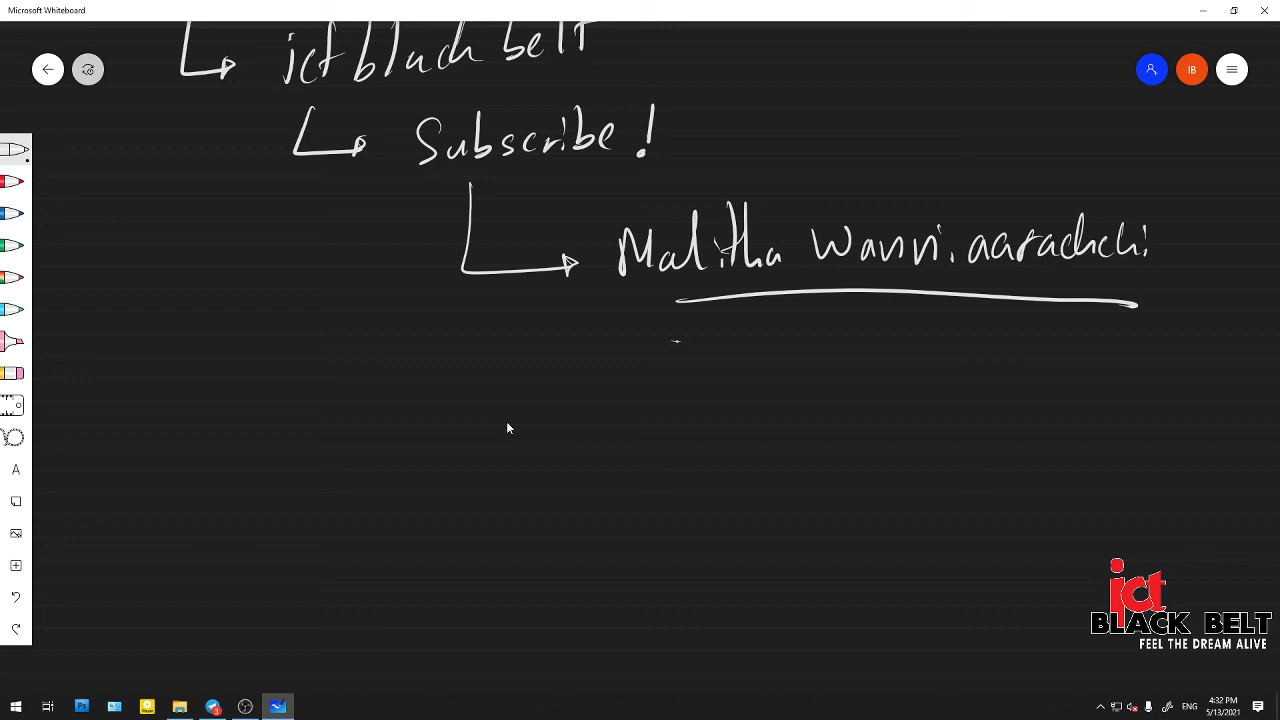 Microsoft Whiteboard
ict black belt
IB
Subscribe!
Malitha Wanniaarachchi
A
ict
BLACK BELT
FEEL THE DREAM ALIVE
ENG
4:32 PM
5/13/2021